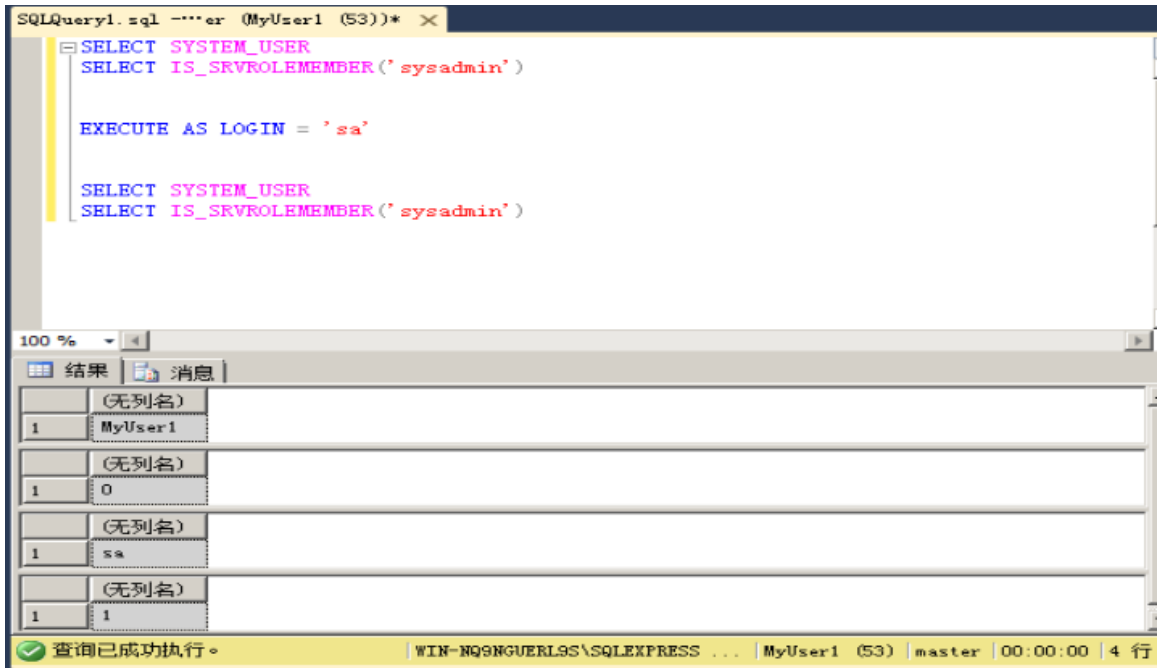 SQLQuery1.sql -...er (MyUser1 (53))*
SELECT SYSTEM_USER
SELECT IS_SRVROLEMEMBER('sysadmin')
EXECUTE AS LOGIN = 'sa'
SELECT SYSTEM_USER
SELECT IS_SRVROLEMEMBER('sysadmin')
100 %
结果 消息
(无列名)
1 MyUser1
(无列名)
1 0
(无列名)
1 sa
(无列名)
1 1
查询已成功执行。 WIN-NQ9NGUERL9S\SQLEXPRESS ... MyUser1 (53) master 00:00:00 4 行